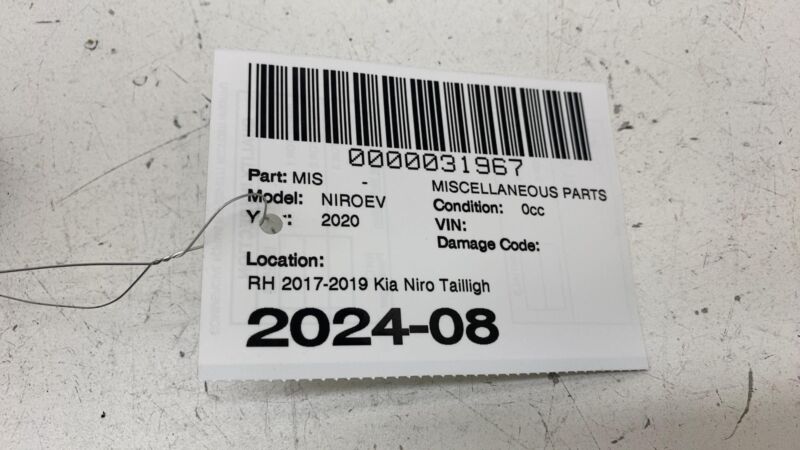 0000031967
Part: MIS - MISCELLANEOUS PARTS
Model: NIROEV Condition: 0cc
2020 VIN:
Damage Code:
Location:
RH 2017-2019 Kia Niro Tailligh
2024-08